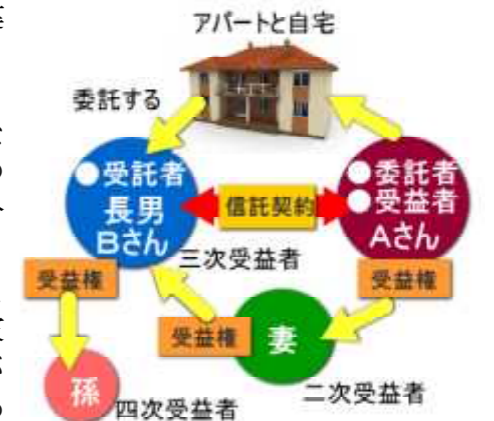 アパートと自宅
委託する
●受託者
長男
Bさん
信託契約
●委託者
●受益者
Aさん
三次受益者
受益権
受益権
受益権
妻
二次受益者
孫
四次受益者